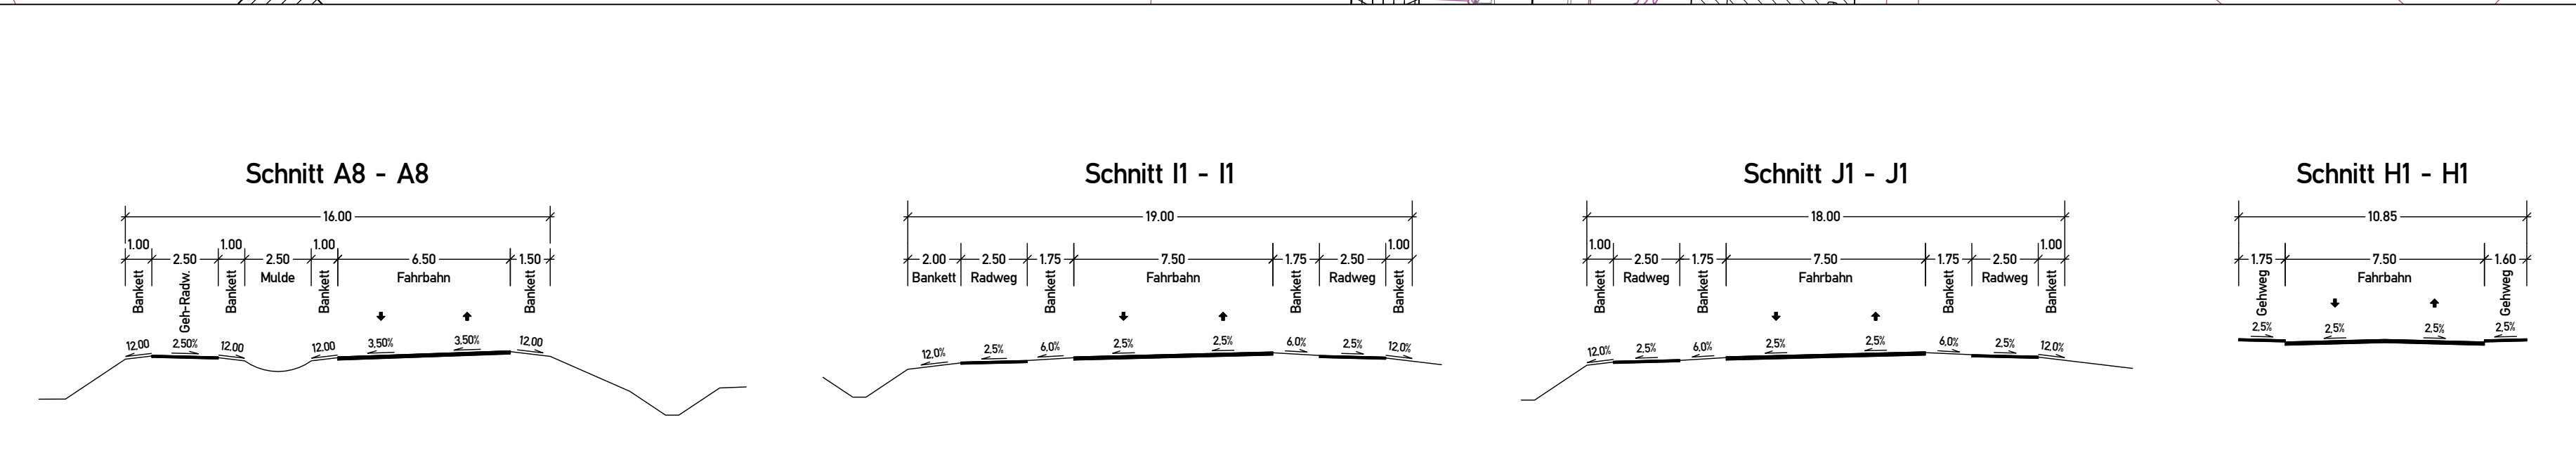 Schnitt A8 - A8
16.00
1.00 1.00 1.00
2.50 2.50 6.50 1.50
Bankett Geh-Radw. Bankett Mulde Bankett Fahrbahn Bankett
12.00 2.50% 12.00 12.00 3,50% 3.50% 12.00
Schnitt I1 - I1
19.00
1.00
2.00 2.50 1.75 7.50 1.75 2.50
Bankett Radweg Bankett Fahrbahn Bankett Radweg Bankett
12.0% 2.5% 6,0% 2.5% 2.5% 6,0% 2.5% 12,0%
Schnitt J1 - J1
18.00
1.00 1.00
2.50 1.75 7.50 1.75 2.50
Bankett Radweg Bankett Fahrbahn Bankett Radweg Bankett
12,0% 2,5% 6,0% 2,5% 2,5% 6,0% 2.5% 12,0%
Schnitt H1 - H1
10.85
1.75 7.50 1.60
Gehweg Fahrbahn Gehweg
2.5% 2.5% 2.5% 2.5%